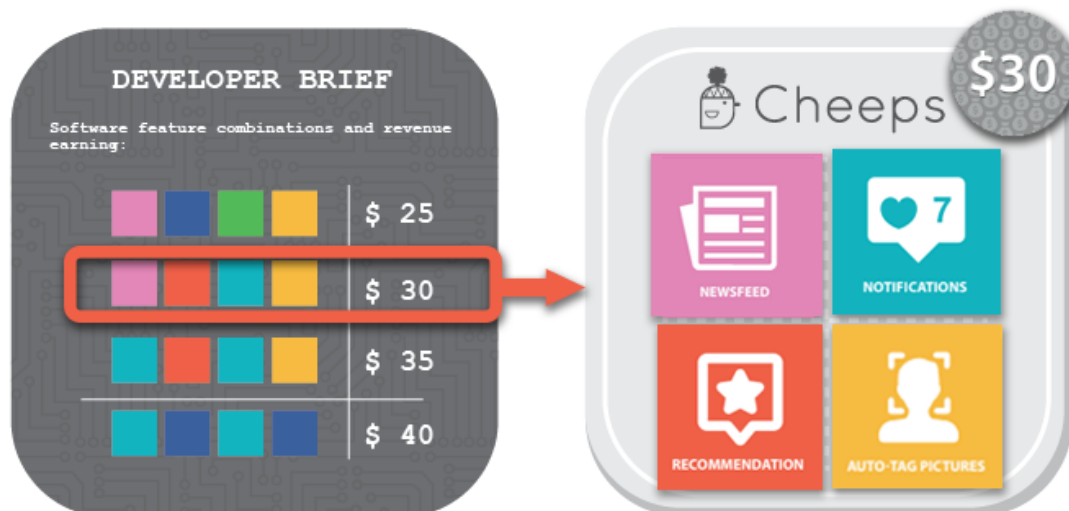 DEVELOPER BRIEF
Software feature combinations and revenue
earning:
$ 25
$ 30
$ 35
$ 40
$30
Cheeps
NEWSFEED
7
NOTIFICATIONS
RECOMMENDATION
AUTO-TAG PICTURES